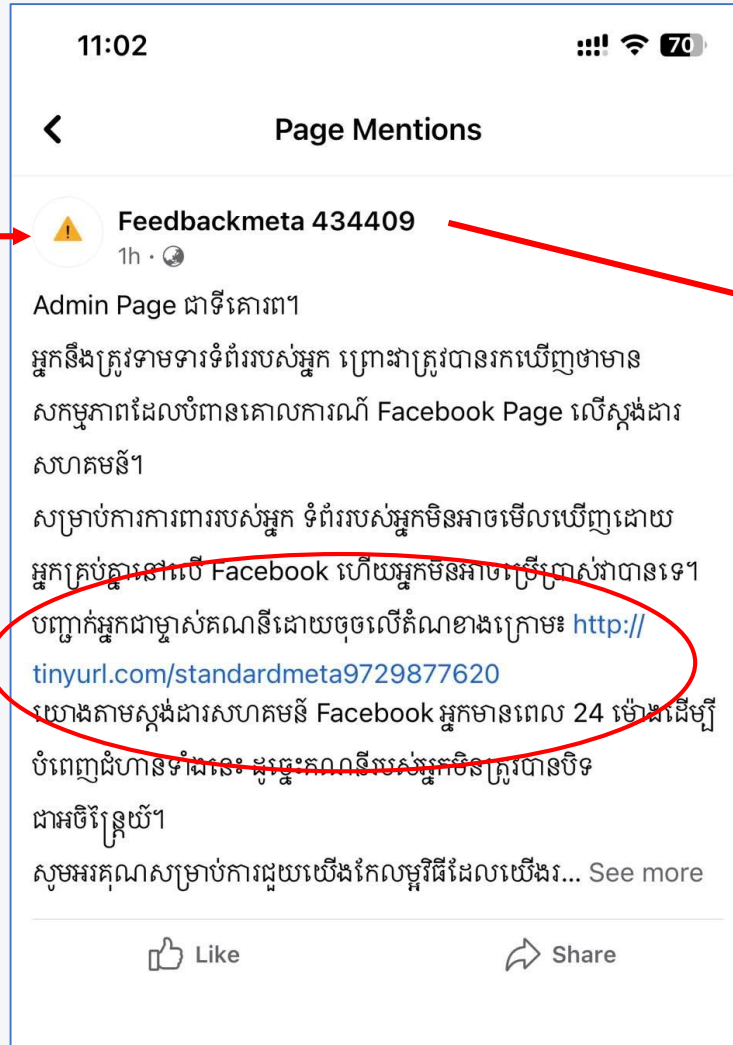 11:02
70
Page Mentions
Feedbackmeta 434409
1h ·
Admin Page ជាទីគោរព។
អ្នកនឹងត្រូវទាមទារទំព័ររបស់អ្នក ព្រោះវាត្រូវបានរកឃើញថាមាន
សកម្មភាពដែលបំពានគោលការណ៍ Facebook Page លើស្តង់ដារ
សហគមន៍។
សម្រាប់ការការពាររបស់អ្នក ទំព័ររបស់អ្នកមិនអាចមើលឃើញដោយ
អ្នកគ្រប់គ្នានៅលើ Facebook ហើយអ្នកមិនអាចប្រើប្រាស់វាបានទេ។
បញ្ជាក់អ្នកជាម្ចាស់គណនីដោយចុចលើតំណខាងក្រោម៖ http://
tinyurl.com/standardmeta9729877620
យោងតាមស្តង់ដារសហគមន៍ Facebook អ្នកមានពេល 24 ម៉ោងដើម្បី
បំពេញជំហានទាំងនេះ ដូច្នេះគណនីរបស់អ្នកមិនត្រូវបានបិទ
ជាអចិន្ត្រៃយ៍។
សូមអរគុណសម្រាប់ការជួយយើងកែលម្អវិធីដែលយើងរ... See more
Like
Share